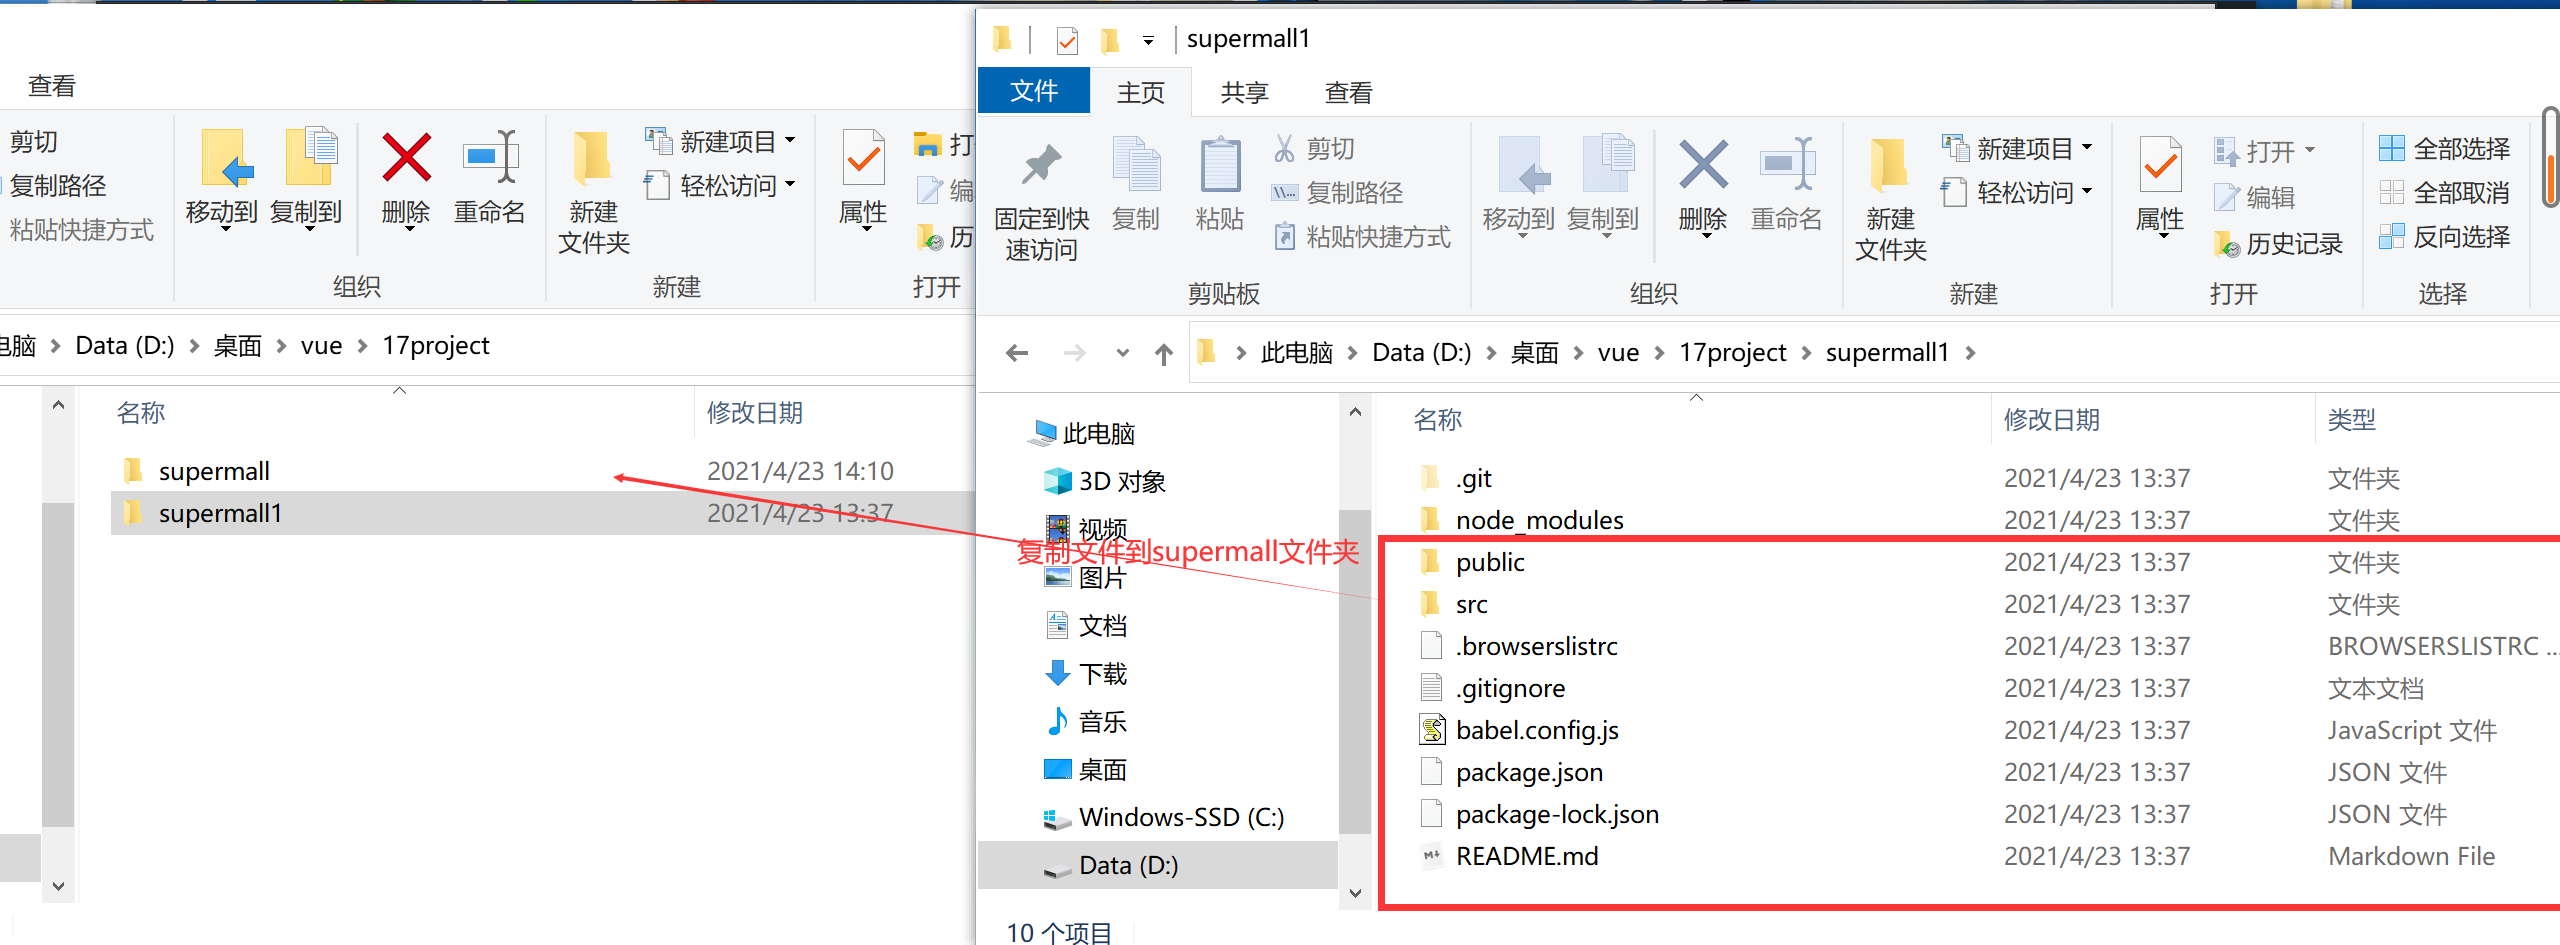 查看
剪切
复制路径
粘贴快捷方式
移动到
复制到
删除
重命名
新建
文件夹
新建项目
轻松访问
属性
历
组织
新建
打开
电脑 Data (D:) 桌面 vue 17project
名称 修改日期
supermall 2021/4/23 14:10
supermall1 2021/4/23 13:37
supermall1
文件 主页 共享 查看
固定到快
速访问
复制
粘贴
剪切
复制路径
粘贴快捷方式
移动到
复制到
删除
重命名
新建
文件夹
新建项目
轻松访问
属性
打开
编辑
历史记录
全部选择
全部取消
反向选择
剪贴板
组织
新建
打开
选择
此电脑 Data (D:) 桌面 vue 17project supermall1
此电脑
3D 对象
视频
复制文件到supermall文件夹
图片
文档
下载
音乐
桌面
Windows-SSD (C:)
Data (D:)
名称 修改日期 类型
.git 2021/4/23 13:37 文件夹
node_modules 2021/4/23 13:37 文件夹
public 2021/4/23 13:37 文件夹
src 2021/4/23 13:37 文件夹
.browserslistrc 2021/4/23 13:37 BROWSERSLISTRC ...
.gitignore 2021/4/23 13:37 文本文档
babel.config.js 2021/4/23 13:37 JavaScript 文件
package.json 2021/4/23 13:37 JSON 文件
package-lock.json 2021/4/23 13:37 JSON 文件
README.md 2021/4/23 13:37 Markdown File
10 个项目